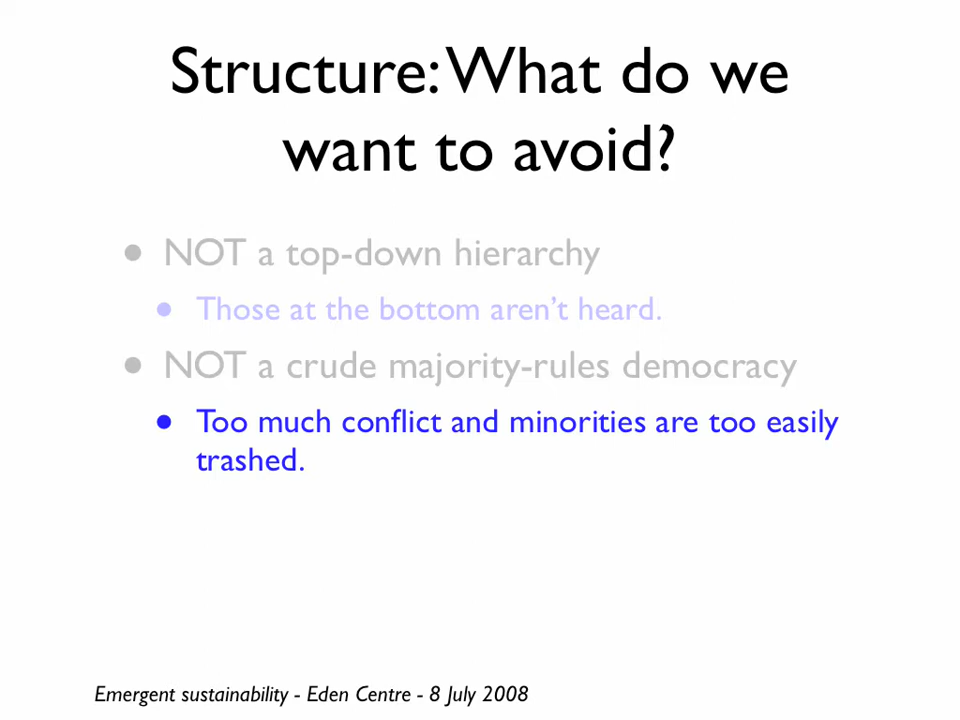 Structure: What do we
want to avoid?
• NOT a top-down hierarchy
• Those at the bottom aren’t heard.
• NOT a crude majority-rules democracy
• Too much conflict and minorities are too easily
trashed.
Emergent sustainability - Eden Centre - 8 July 2008